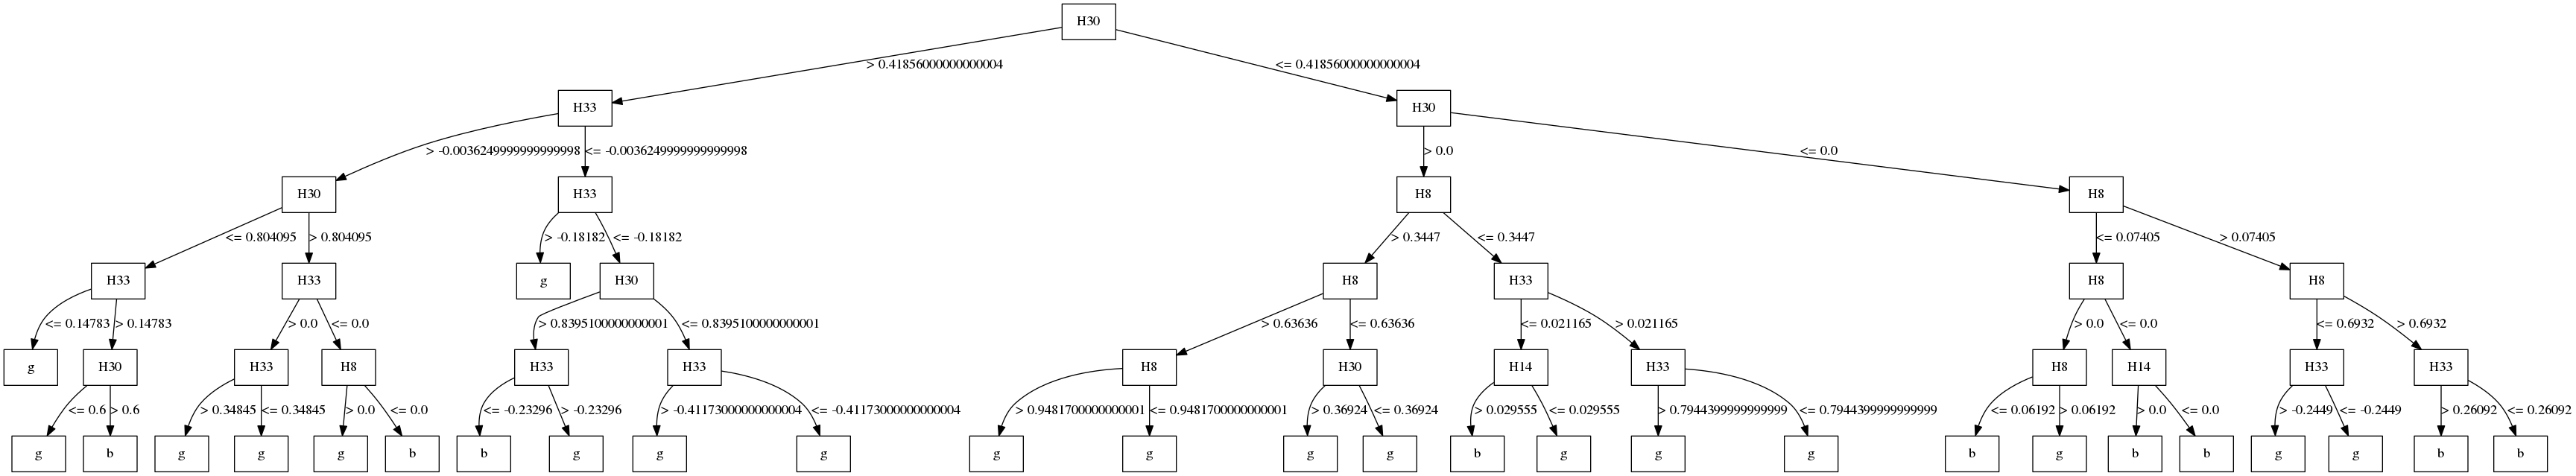 H30
> 0.41856000000000004 <= 0.41856000000000004
H33 H30
> -0.0036249999999999998 <= -0.0036249999999999998 > 0.0 <= 0.0
H30 H33 H8 H8
<= 0.804095 > 0.804095 > -0.18182 <= -0.18182 > 0.3447 <= 0.3447 <= 0.07405 > 0.07405
H33 H33 g H30 H8 H33 H8 H8
<= 0.14783 > 0.14783 > 0.0 <= 0.0 > 0.8395100000000001 <= 0.8395100000000001 > 0.63636 <= 0.63636 <= 0.021165 > 0.021165 > 0.0 <= 0.0 <= 0.6932 > 0.6932
g H30 H33 H8 H33 H33 H8 H30 H14 H33 H8 H14 H33 H33
<= 0.6 > 0.6 > 0.34845 <= 0.34845 > 0.0 <= 0.0 <= -0.23296 > -0.23296 > -0.41173000000000004 <= -0.41173000000000004 > 0.9481700000000001 <= 0.9481700000000001 > 0.36924 <= 0.36924 > 0.029555 <= 0.029555 > 0.7944399999999999 <= 0.7944399999999999 <= 0.06192 > 0.06192 > 0.0 <= 0.0 > -0.2449 <= -0.2449 > 0.26092 <= 0.26092
g b g g g b b g g g g g g g b g g g b g b b g g b b